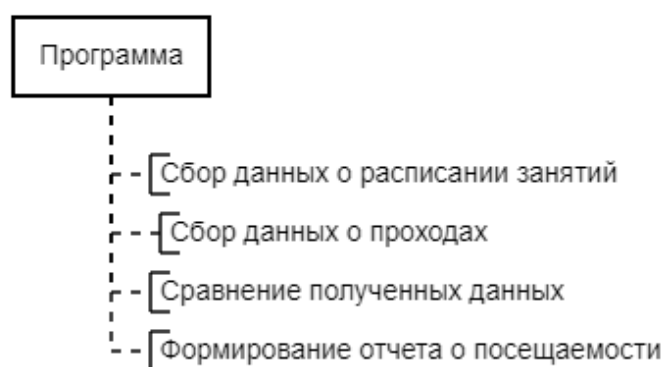 Программа
Сбор данных о расписании занятий
Сбор данных о проходах
Сравнение полученных данных
Формирование отчета о посещаемости